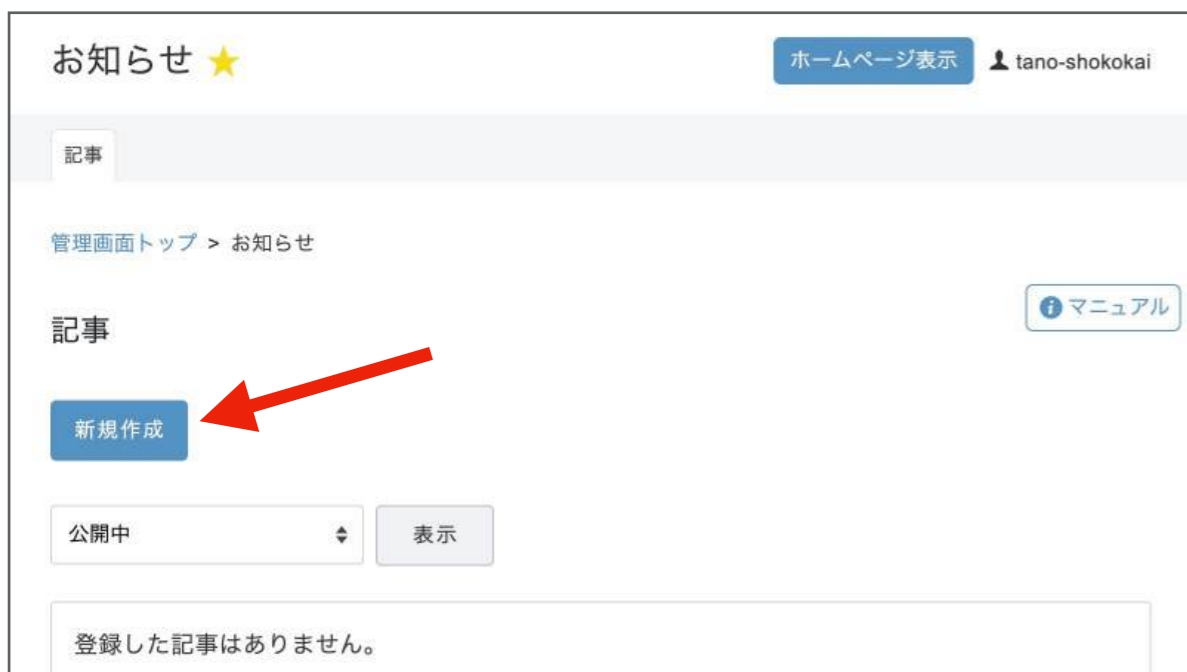 お知らせ ★
ホームページ表示 tano-shokokai
記事
管理画面トップ > お知らせ
マニュアル
記事
新規作成
公開中 表示
登録した記事はありません。